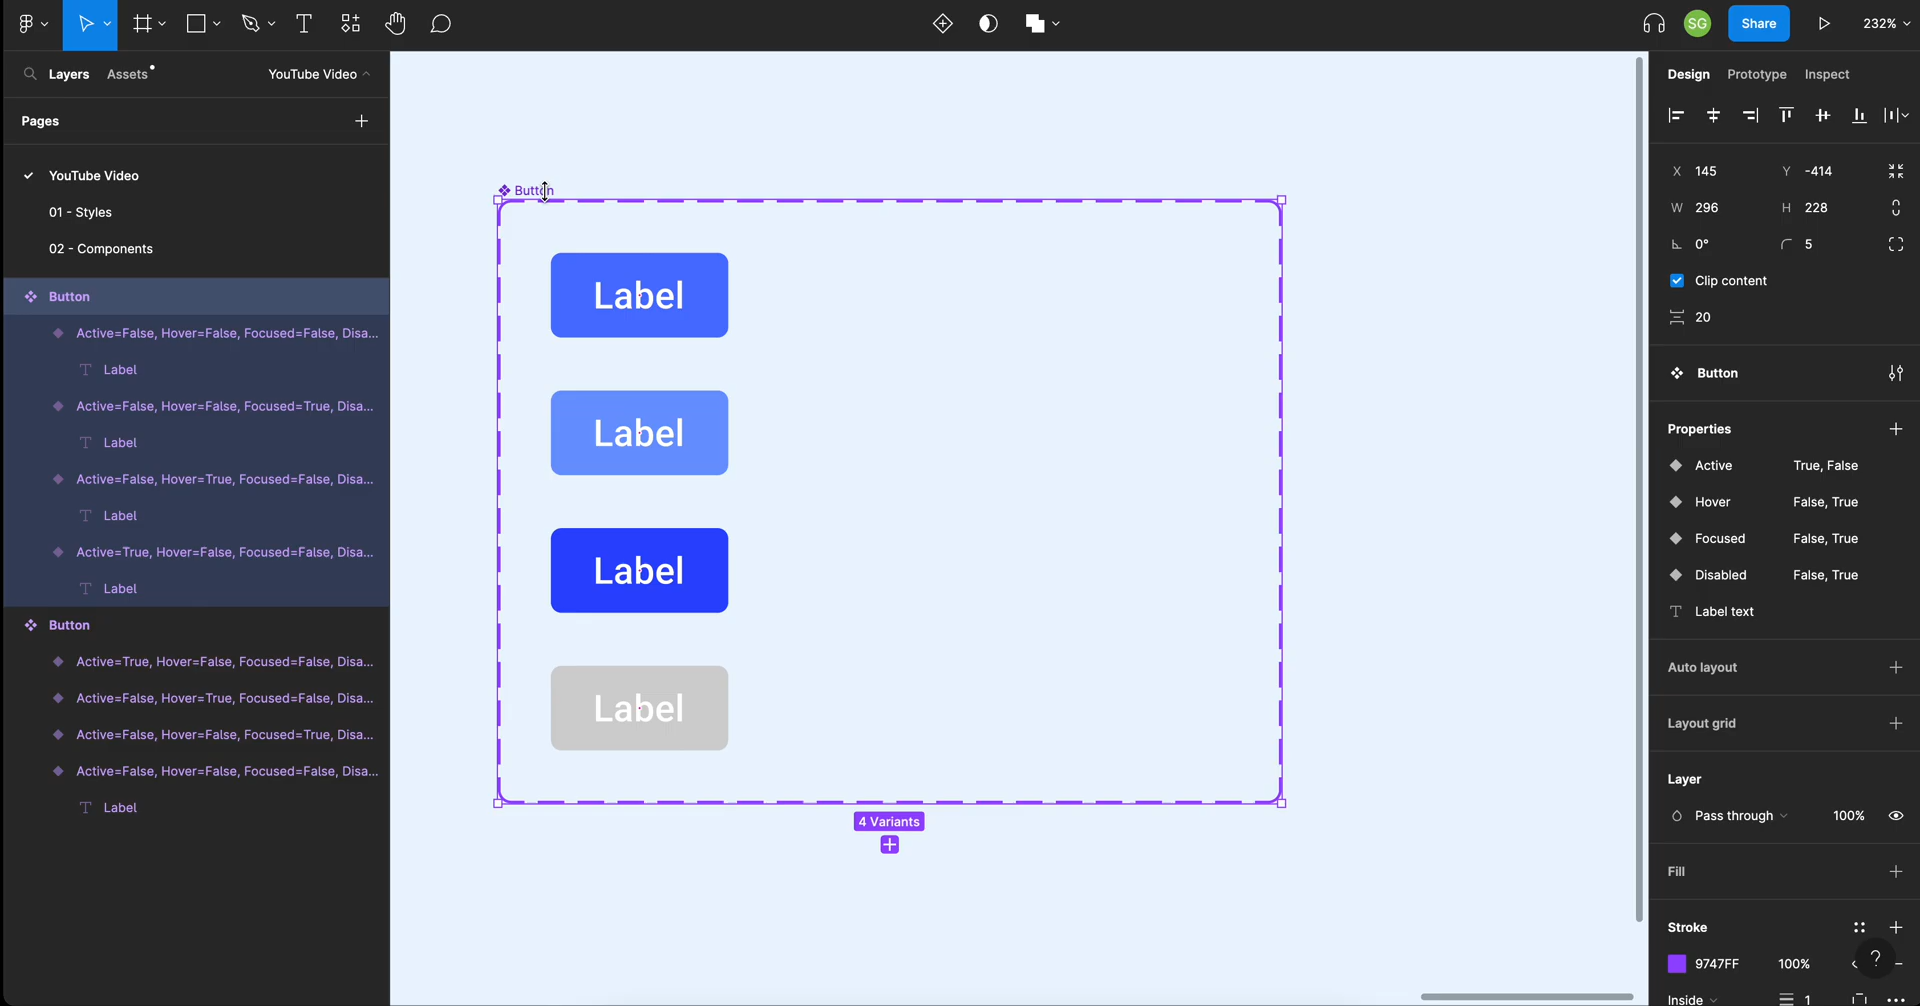 SG
Share
232%
Layers
Assets
YouTube Video
Design
Prototype
Inspect
Pages
YouTube Video
01 - Styles
02 - Components
Button
Active=False, Hover=False, Focused=False, Disa...
Label
Active=False, Hover=False, Focused=True, Disa...
Label
Active=False, Hover=True, Focused=False, Disa...
Label
Active=True, Hover=False, Focused=False, Disa...
Label
Button
Active=True, Hover=False, Focused=False, Disa...
Active=False, Hover=True, Focused=False, Disa...
Active=False, Hover=False, Focused=True, Disa...
Active=False, Hover=False, Focused=False, Disa...
Label
Button
Label
Label
Label
Label
4 Variants
X 145
Y -414
W 296
H 228
0°
5
Clip content
20
Button
Properties
Active True, False
Hover False, True
Focused False, True
Disabled False, True
Label text
Auto layout
Layout grid
Layer
Pass through 100%
Fill
Stroke
9747FF 100%
?
Inside 1